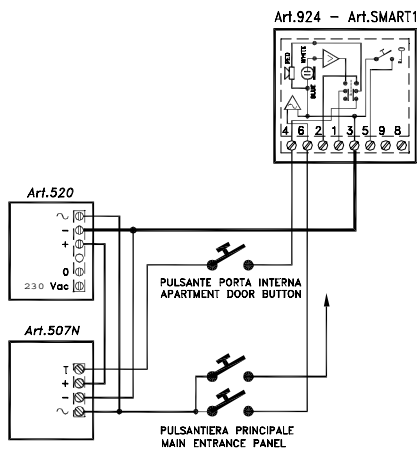 Art.924 - Art.SMART1
RED
WHITE
BLUE
4 6 2 1 3 5 9 8
Art.520
~
-
+
0
230 Vac
PULSANTE PORTA INTERNA
APARTMENT DOOR BUTTON
Art.507N
T
+
-
~
PULSANTIERA PRINCIPALE
MAIN ENTRANCE PANEL